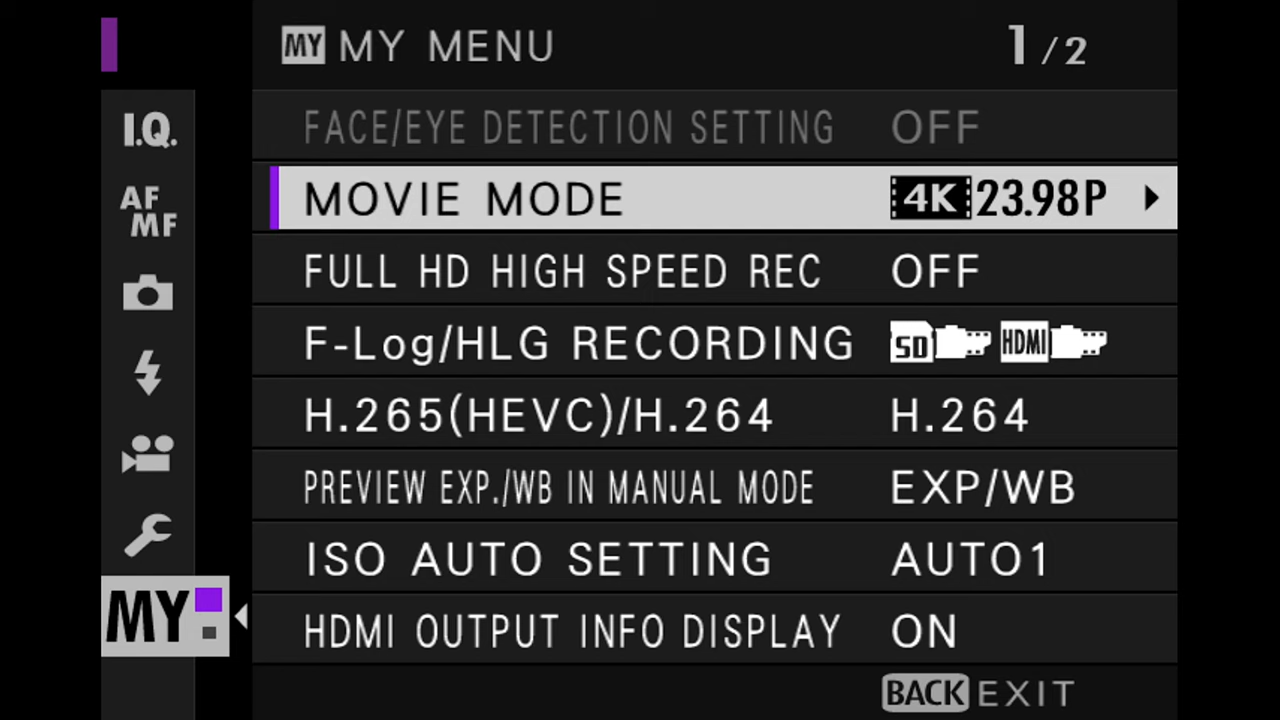 MY MY MENU 1/2
I.Q.
FACE/EYE DETECTION SETTING OFF
AF
MF
MOVIE MODE 4K 23.98P
FULL HD HIGH SPEED REC OFF
F-Log/HLG RECORDING SD HDMI
H.265(HEVC)/H.264 H.264
PREVIEW EXP./WB IN MANUAL MODE EXP/WB
ISO AUTO SETTING AUTO1
MY
HDMI OUTPUT INFO DISPLAY ON
BACK EXIT